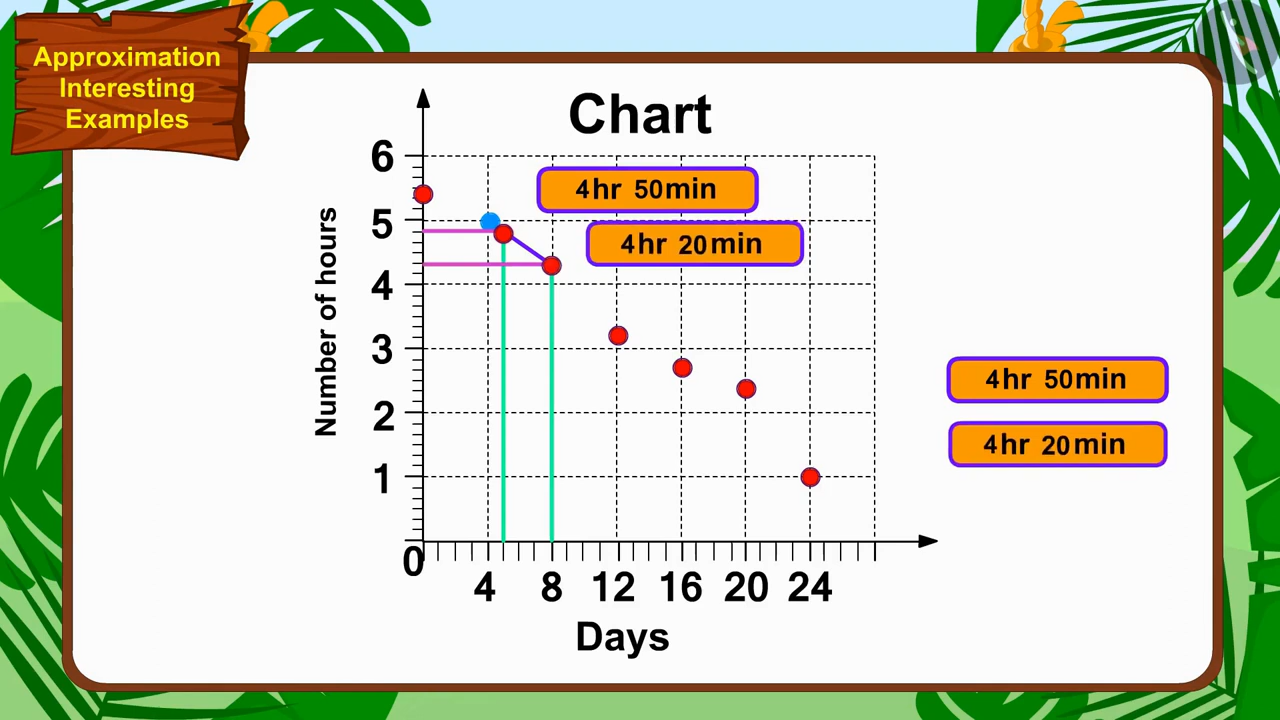 Approximation
Interesting
Examples
Chart
Number of hours
6
5
4
3
2
1
0
4hr 50min
4hr 20min
4hr 50min
4hr 20min
4 8 12 16 20 24
Days